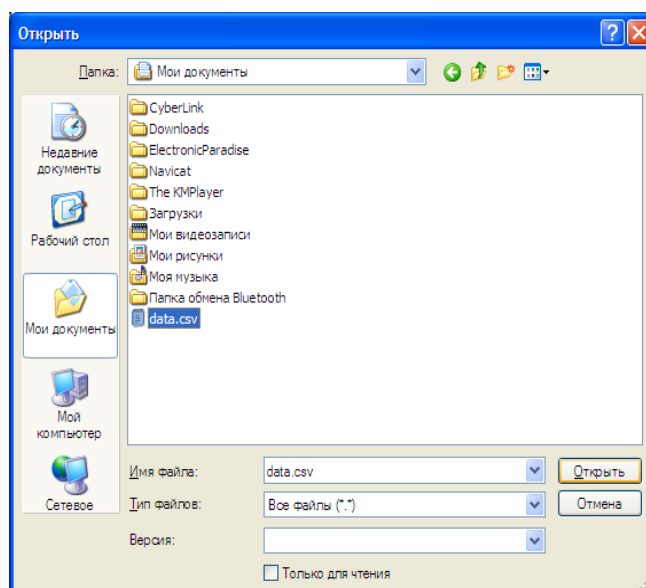 Открыть
Папка:
Мои документы
CyberLink
Downloads
ElectronicParadise
Navicat
The KMPlayer
Загрузки
Мои видеозаписи
Мои рисунки
Моя музыка
Папка обмена Bluetooth
data.csv
Недавние
документы
Рабочий стол
Мои документы
Мой
компьютер
Сетевое
Имя файла:
data.csv
Открыть
Тип файлов:
Все файлы (*.*)
Отмена
Версия:
Только для чтения